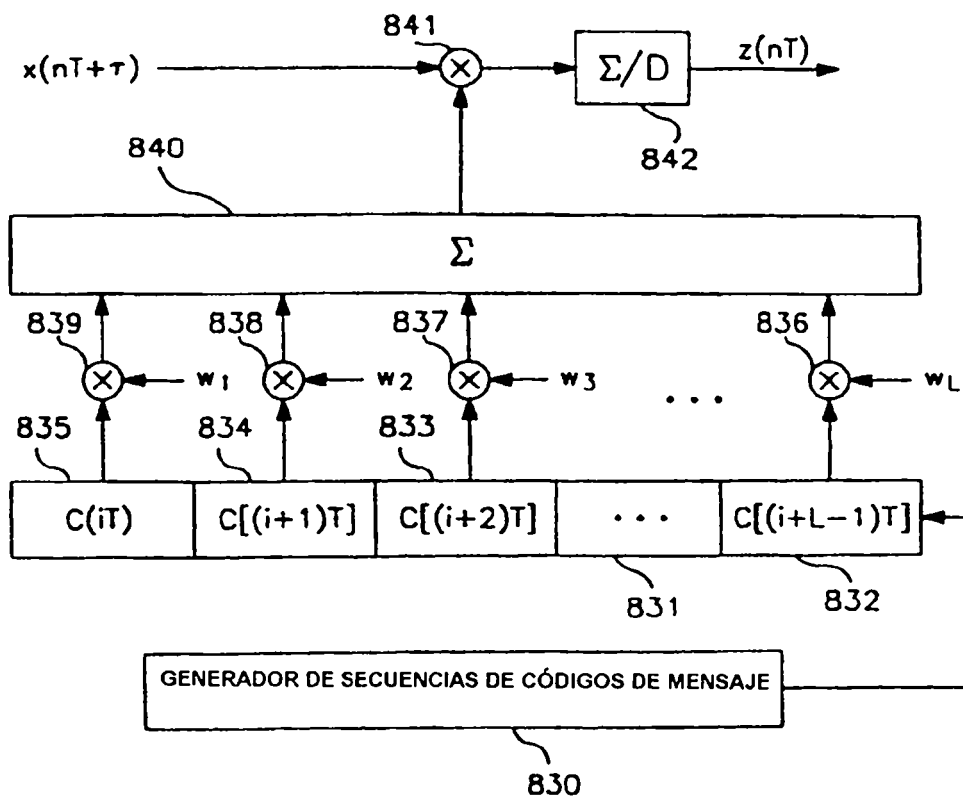 841
x(nT+τ)
Σ/D
z(nT)
842
840
Σ
839
838
837
836
w1
w2
w3
• • •
wL
835
834
833
C(iT)
C[(i+1)T]
C[(i+2)T]
• • •
C[(i+L-1)T]
831
832
GENERADOR DE SECUENCIAS DE CÓDIGOS DE MENSAJE
830